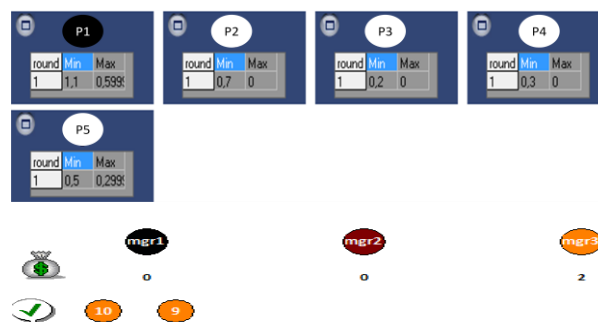 P1 P2 P3 P4
round Min Max round Min Max round Min Max round Min Max
1 1,1 0,599 1 0,7 0 1 0,2 0 1 0,3 0
P5
round Min Max
1 0,5 0,299
mgr1 mgr2 mgr3
$ 0 0 2
10 9